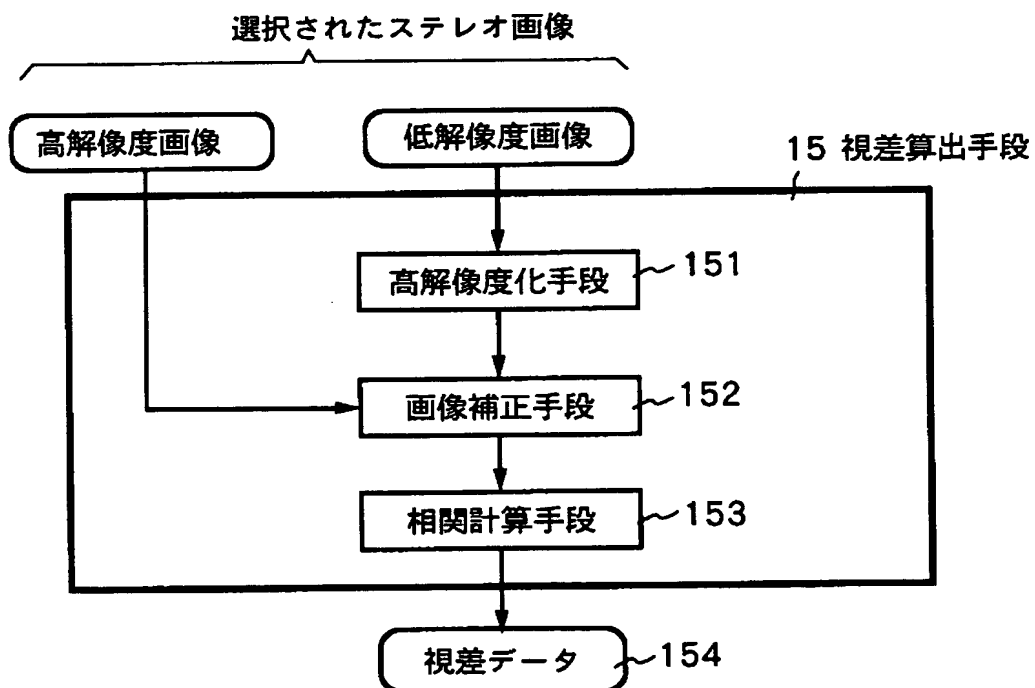 選択されたステレオ画像
高解像度画像
低解像度画像
15 視差算出手段
高解像度化手段
151
画像補正手段
152
相関計算手段
153
視差データ
154